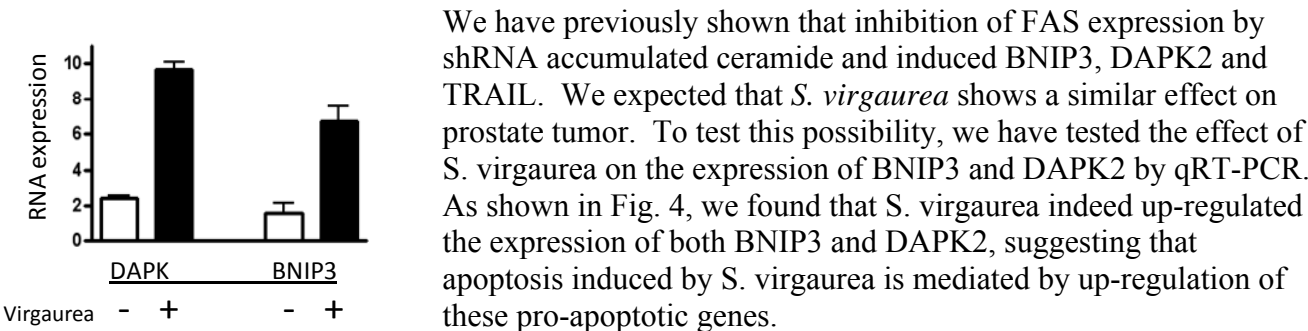 RNA expression
10
8
6
4
2
0
DAPK BNIP3
Virgaurea - + - +
We have previously shown that inhibition of FAS expression by
shRNA accumulated ceramide and induced BNIP3, DAPK2 and
TRAIL. We expected that S. virgaurea shows a similar effect on
prostate tumor. To test this possibility, we have tested the effect of
S. virgaurea on the expression of BNIP3 and DAPK2 by qRT-PCR.
As shown in Fig. 4, we found that S. virgaurea indeed up-regulated
the expression of both BNIP3 and DAPK2, suggesting that
apoptosis induced by S. virgaurea is mediated by up-regulation of
these pro-apoptotic genes.